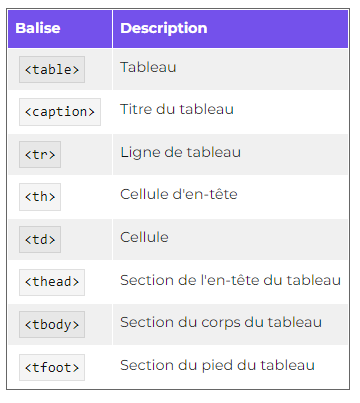 Balise Description
<table> Tableau
<caption> Titre du tableau
<tr> Ligne de tableau
<th> Cellule d'en-tête
<td> Cellule
<thead> Section de l'en-tête du tableau
<tbody> Section du corps du tableau
<tfoot> Section du pied du tableau